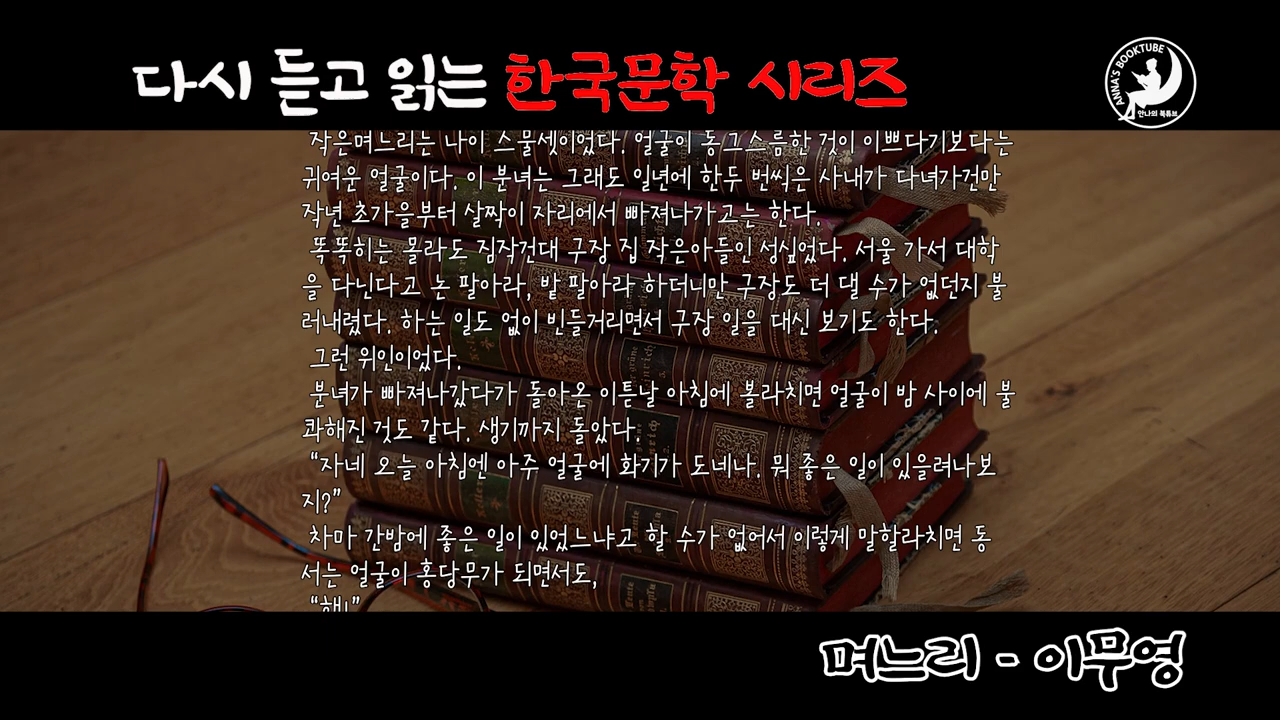 다시 듣고 읽는 한국문학 시리즈
ANNA'S BOOKTUBE
안나의 북튜브
작은며느리는 나이 스물셋이었다. 얼굴이 동그스름한 것이 이쁘다기보다는
귀여운 얼굴이다. 이 분녀는 그래도 일년에 한두 번씩은 사내가 다녀가건만
작년 초가을부터 살짝이 자리에서 빠져나가고는 한다.
똑똑히는 몰라도 짐작건대 구장 집 작은아들인 성싶었다. 서울 가서 대학
을 다닌다고 논 팔아라, 밭 팔아라 하더니만 구장도 더 댈 수가 없던지 불
러내렸다. 하는 일도 없이 빈들거리면서 구장 일을 대신 보기도 한다.
그런 위인이었다.
분녀가 빠져나갔다가 돌아온 이튿날 아침에 볼라치면 얼굴이 밤 사이에 불
콰해진 것도 같다. 생기까지 돌았다.
“자네 오늘 아침엔 아주 얼굴에 화기가 도네나. 뭐 좋은 일이 있을려나보
지?”
차마 간밤에 좋은 일이 있었느냐고 할 수가 없어서 이렇게 말할라치면 동
서는 얼굴이 홍당무가 되면서도,
며느리 - 이무영